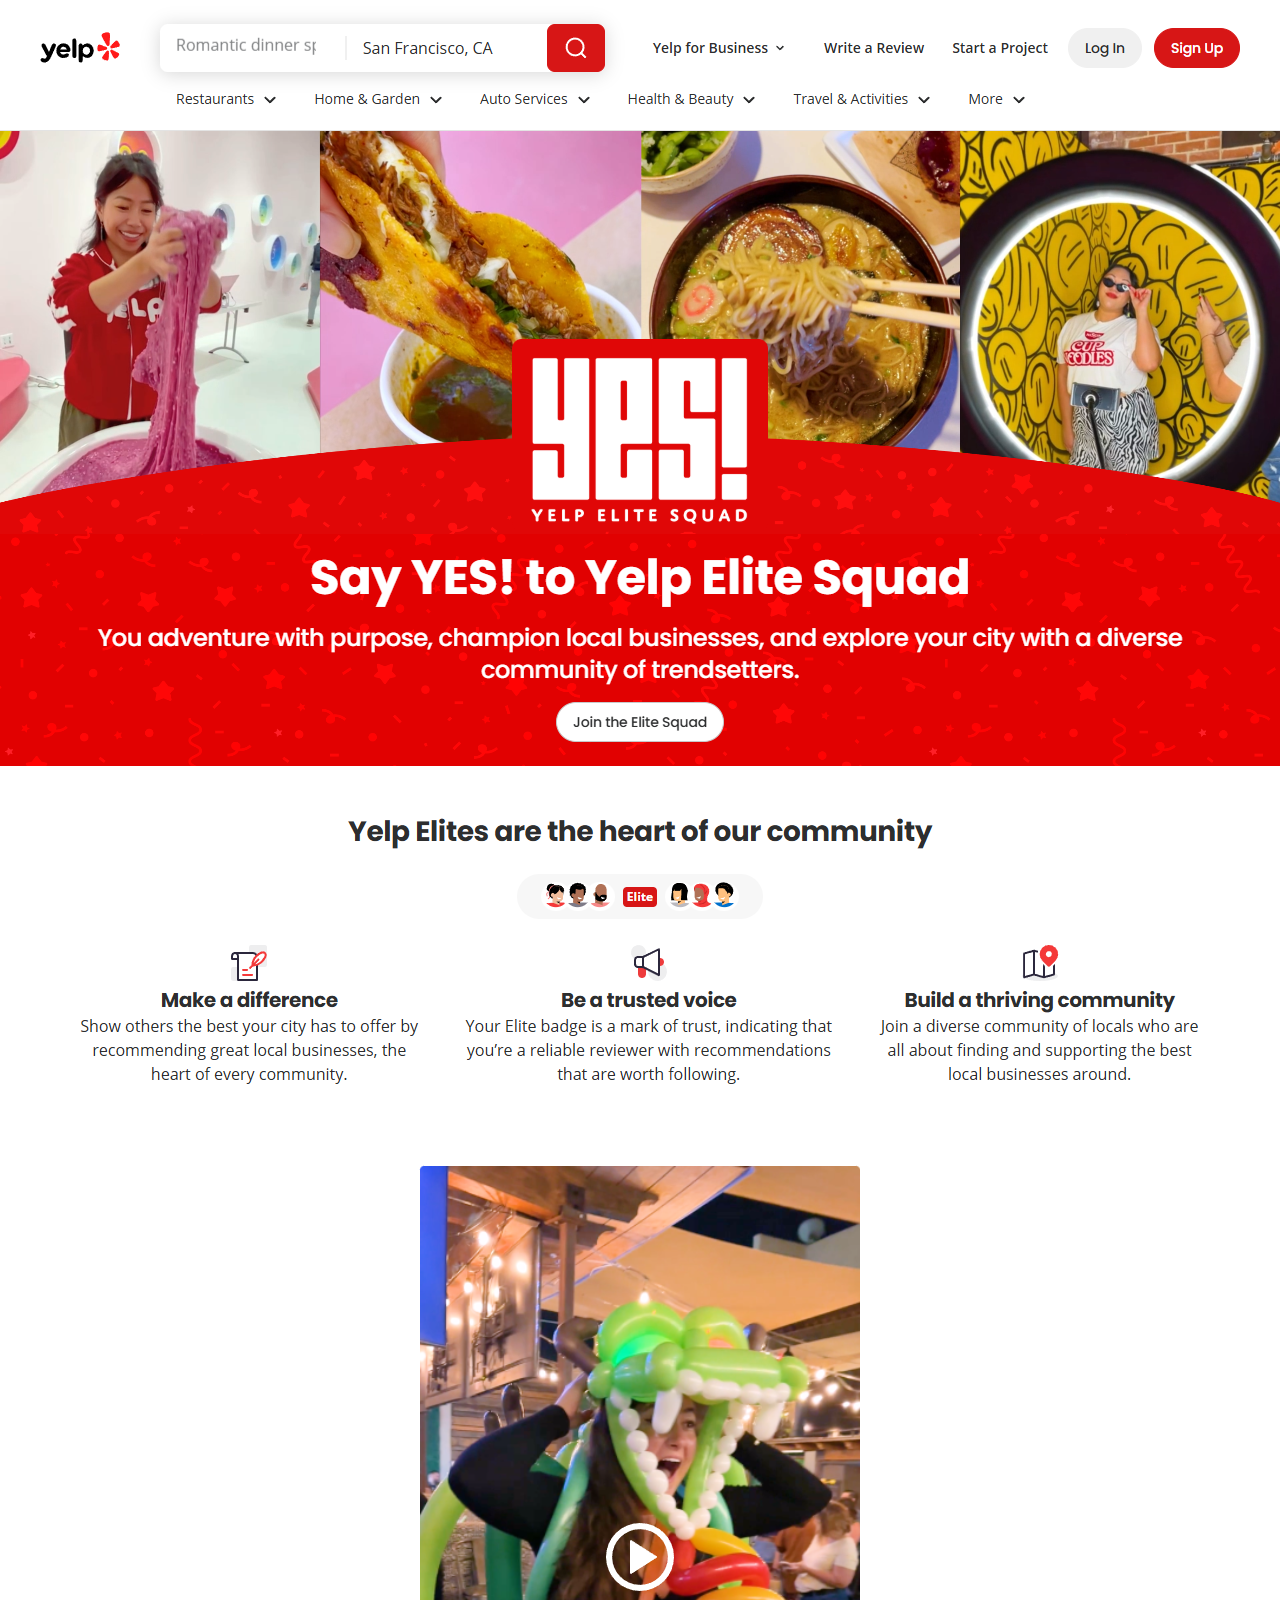 yelp
Romantic dinner sp
San Francisco, CA
Yelp for Business
Write a Review
Start a Project
Log In
Sign Up
Restaurants
Home & Garden
Auto Services
Health & Beauty
Travel & Activities
More
YELP
CUP
NOODLES
yes!
YELP ELITE SQUAD
Say YES! to Yelp Elite Squad
You adventure with purpose, champion local businesses, and explore your city with a diverse
community of trendsetters.
Join the Elite Squad
Yelp Elites are the heart of our community
Elite
Make a difference
Show others the best your city has to offer by
recommending great local businesses, the
heart of every community.
Be a trusted voice
Your Elite badge is a mark of trust, indicating that
you’re a reliable reviewer with recommendations
that are worth following.
Build a thriving community
Join a diverse community of locals who are
all about finding and supporting the best
local businesses around.